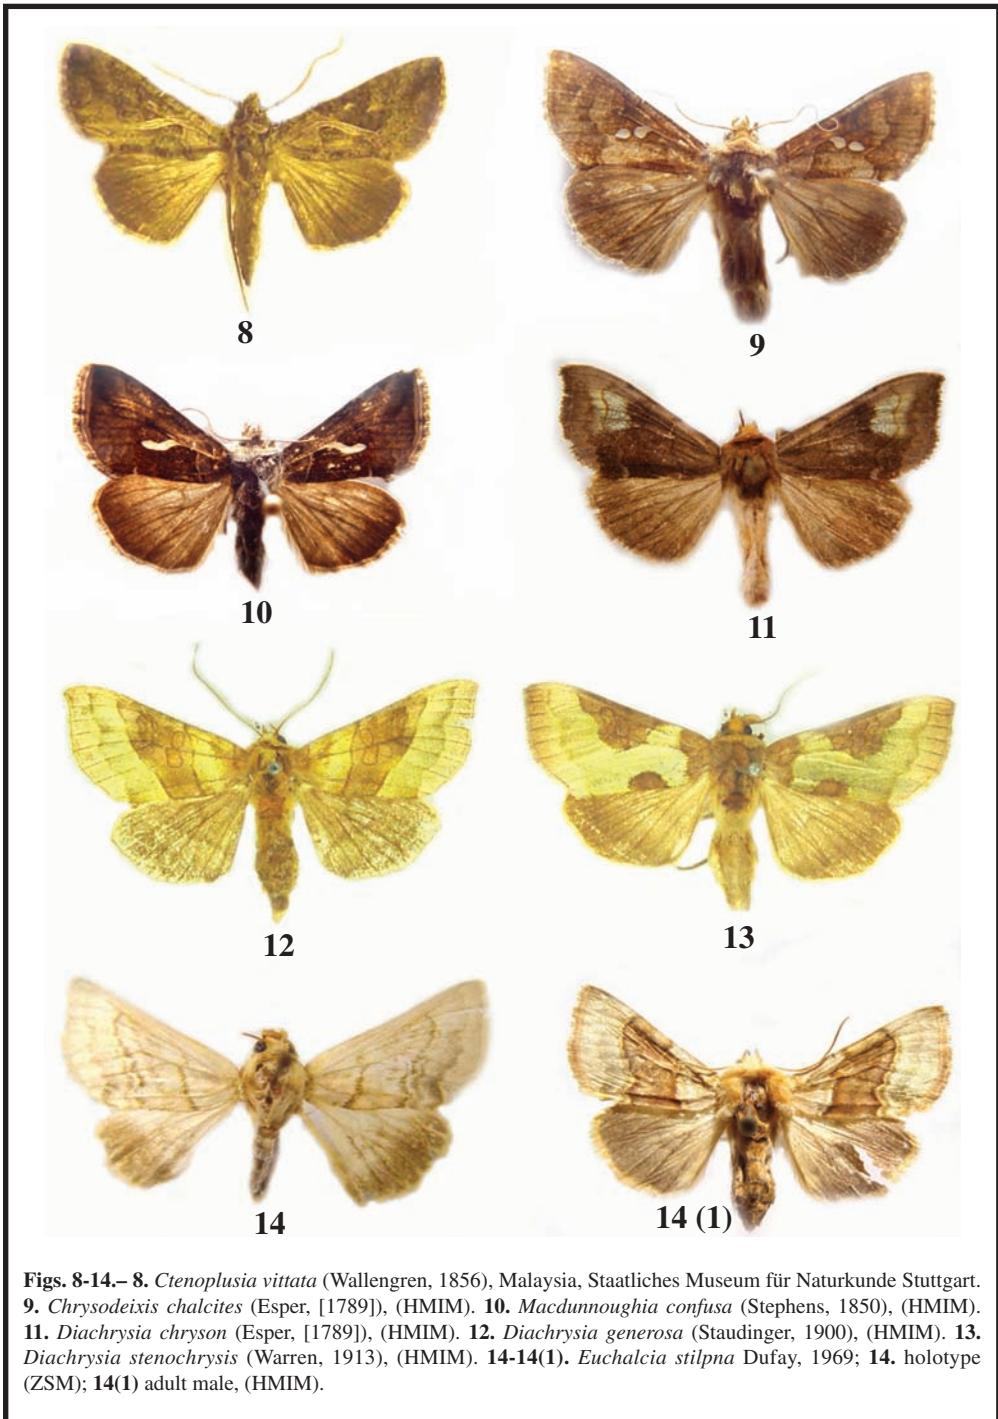 8
9
10
11
12
13
14
14 (1)
Figs. 8-14.– 8. Ctenoplusia vittata (Wallengren, 1856), Malaysia, Staatliches Museum für Naturkunde Stuttgart.
9. Chrysodeixis chalcites (Esper, [1789]), (HMIM). 10. Macdunnoughia confusa (Stephens, 1850), (HMIM).
11. Diachrysia chryson (Esper, [1789]), (HMIM). 12. Diachrysia generosa (Staudinger, 1900), (HMIM). 13.
Diachrysia stenochrysis (Warren, 1913), (HMIM). 14-14(1). Euchalcia stilpna Dufay, 1969; 14. holotype
(ZSM); 14(1) adult male, (HMIM).